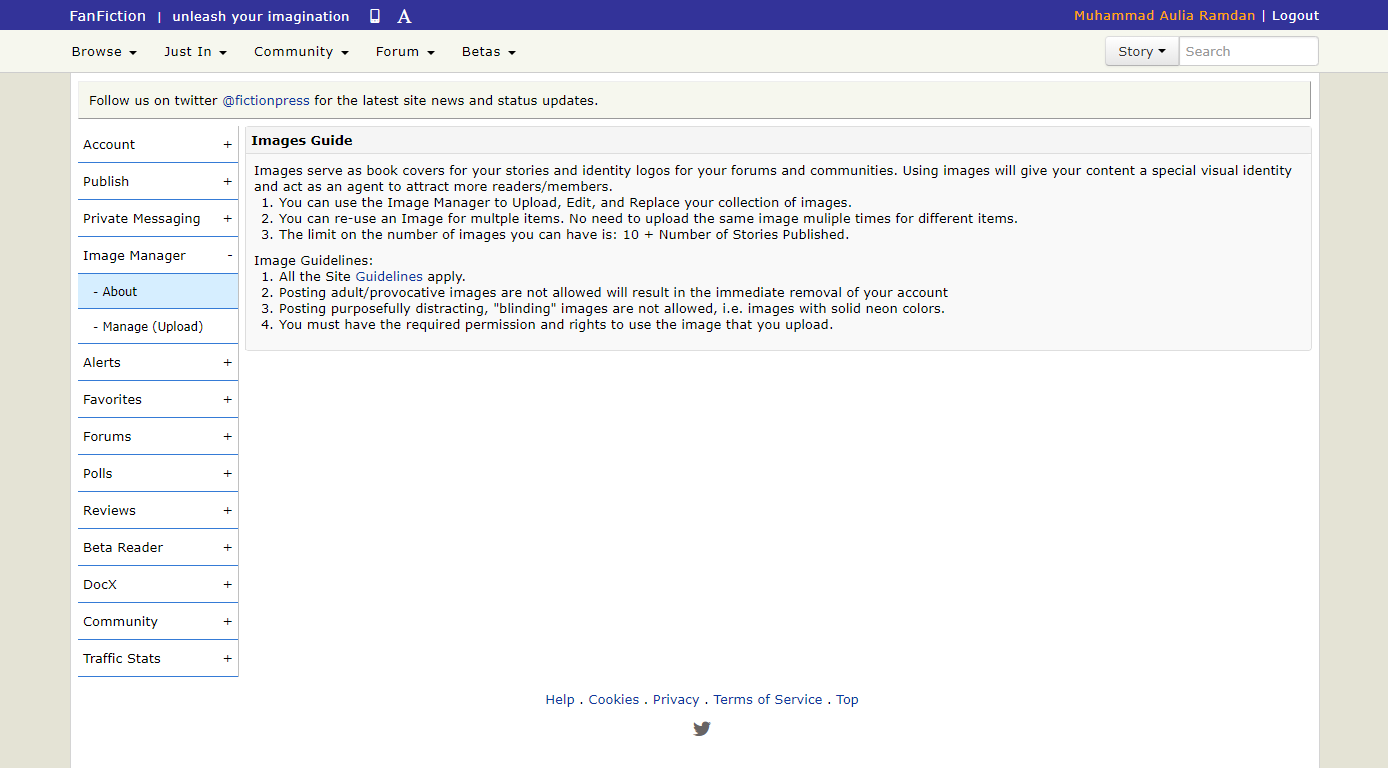 FanFiction | unleash your imagination A
Muhammad Aulia Ramdan | Logout
Browse Just In Community Forum Betas
Story Search
Follow us on twitter @fictionpress for the latest site news and status updates.
Account +
Publish +
Private Messaging +
Image Manager -
- About
- Manage (Upload)
Alerts +
Favorites +
Forums +
Polls +
Reviews +
Beta Reader +
DocX +
Community +
Traffic Stats +
Images Guide
Images serve as book covers for your stories and identity logos for your forums and communities. Using images will give your content a special visual identity
and act as an agent to attract more readers/members.
1. You can use the Image Manager to Upload, Edit, and Replace your collection of images.
2. You can re-use an Image for multple items. No need to upload the same image muliple times for different items.
3. The limit on the number of images you can have is: 10 + Number of Stories Published.
Image Guidelines:
1. All the Site Guidelines apply.
2. Posting adult/provocative images are not allowed will result in the immediate removal of your account
3. Posting purposefully distracting, "blinding" images are not allowed, i.e. images with solid neon colors.
4. You must have the required permission and rights to use the image that you upload.
Help . Cookies . Privacy . Terms of Service . Top